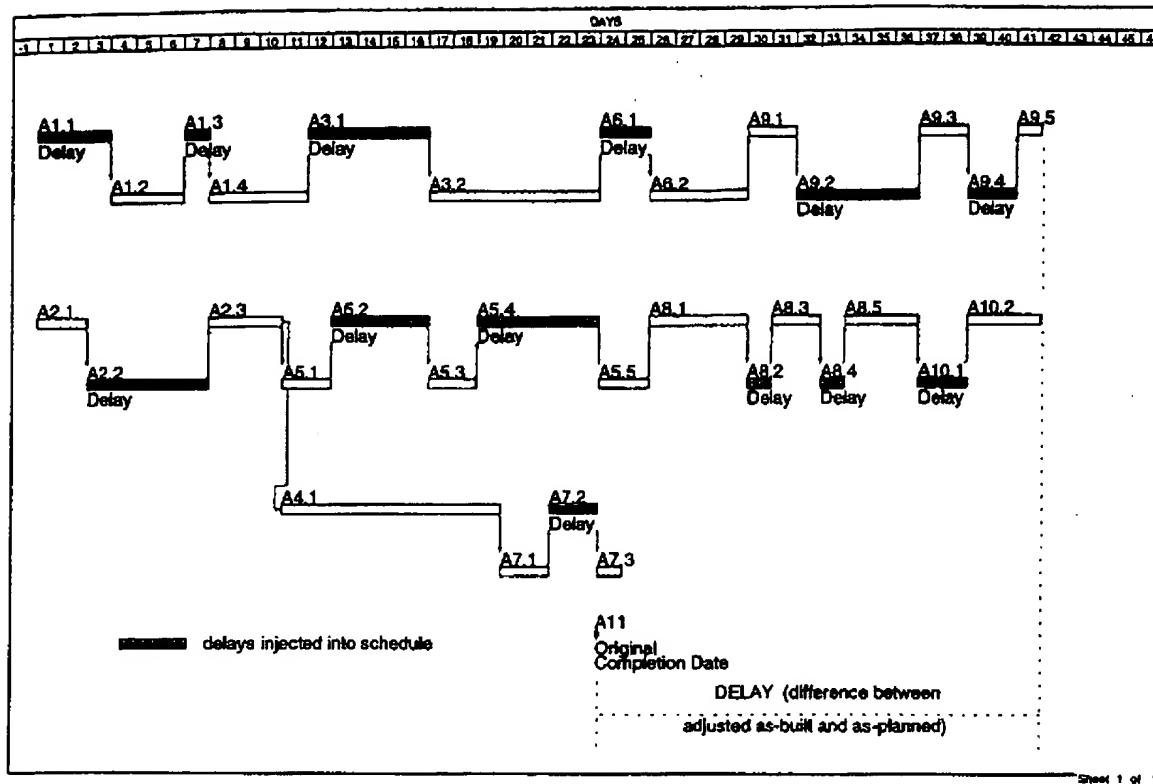 DAYS
-1 1 2 3 4 5 6 7 8 9 10 11 12 13 14 15 16 17 18 19 20 21 22 23 24 25 26 27 28 29 30 31 32 33 34 35 36 37 38 39 40 41 42 43 44 45
A1.1 A1.3 A3.1 A6.1 A9.1 A9.3 A9.5
Delay Delay Delay Delay
A1.2 A1.4 A3.2 A6.2 A9.2 A9.4
Delay Delay
A2.1 A2.3 A5.2 A5.4 A8.1 A8.3 A8.5 A10.2
Delay Delay
A2.2 A5.1 A5.3 A5.5 A8.2 A8.4 A10.1
Delay Delay Delay Delay
A4.1 A7.2
Delay
A7.1 A7.3
A11
delays injected into schedule
Original
Completion Date
DELAY (difference between
adjusted as-built and as-planned)
Sheet 1 of